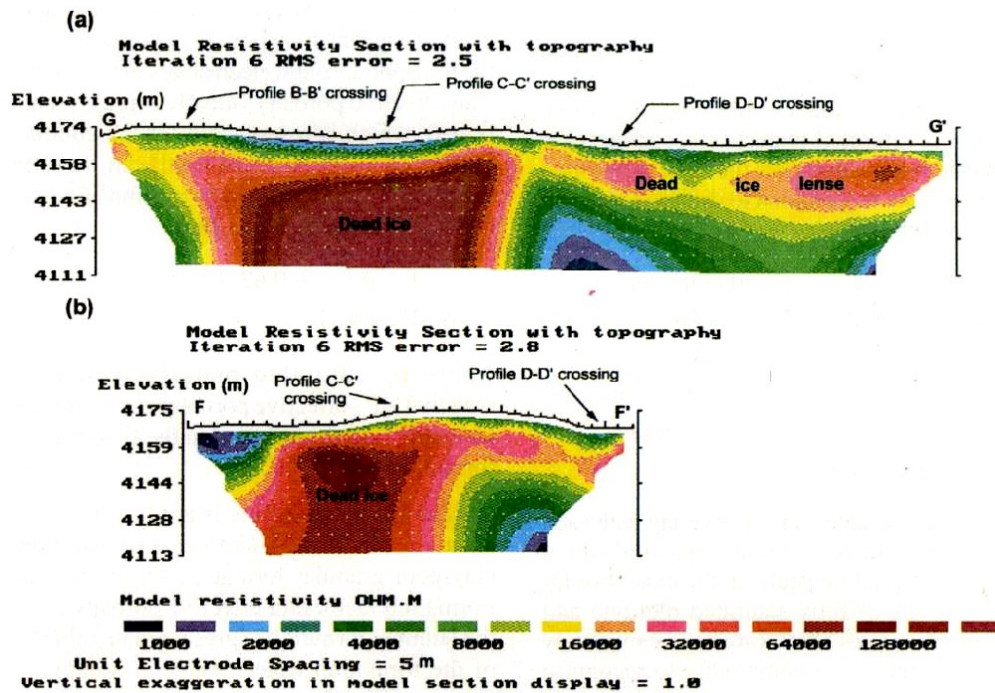 (a)
Model Resistivity Section with topography
Iteration 6 RMS error = 2.5
Profile B-B' crossing
Profile C-C' crossing
Profile D-D' crossing
Elevation (m)
G
G'
4174
4158
4143
4127
4111
Dead ice
Dead ice lense
(b)
Model Resistivity Section with topography
Iteration 6 RMS error = 2.8
Elevation (m)
Profile C-C'
crossing
Profile D-D' crossing
F
F'
4175
4159
4144
4128
4113
Dead ice
Model resistivity OHM.M
1000 2000 4000 8000 16000 32000 64000 128000
Unit Electrode Spacing = 5 m
Vertical exaggeration in model section display = 1.0